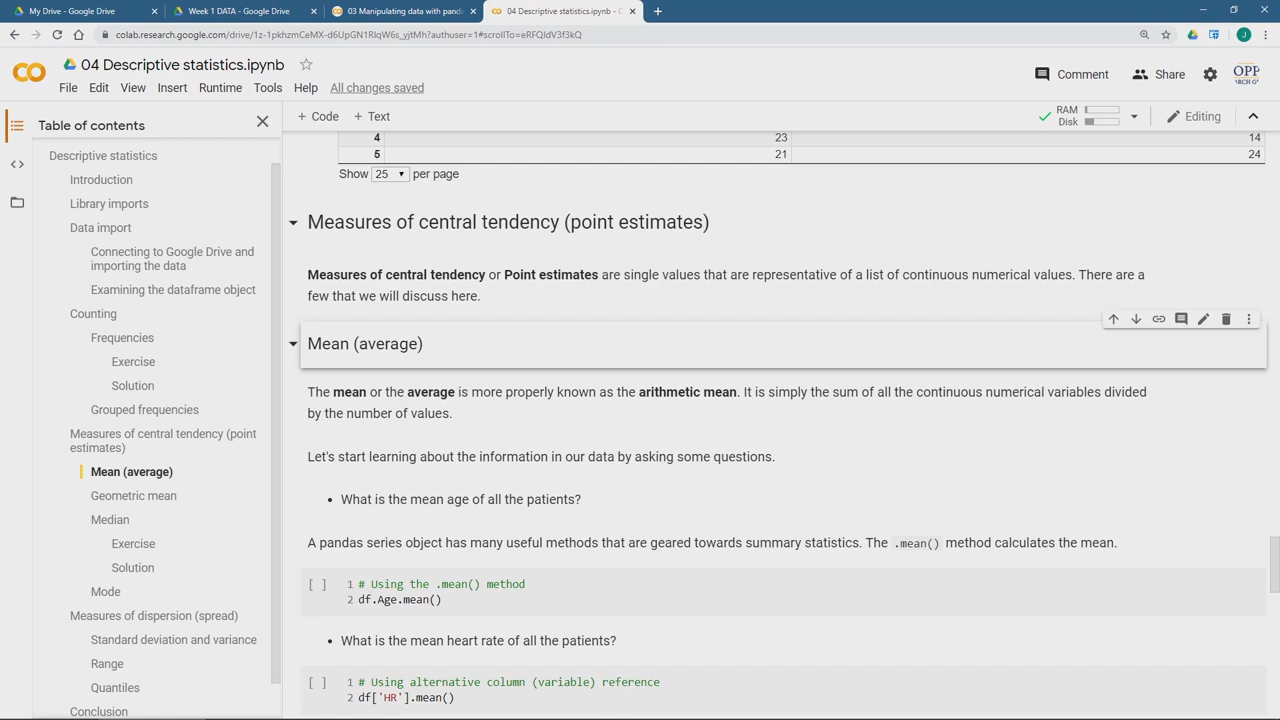 My Drive - Google Drive
Week 1 DATA - Google Drive
03 Manipulating data with panda
04 Descriptive statistics.ipynb - C
colab.research.google.com/drive/1z-1pkhzmCeMX-d6UpGN1RIqW6s_yjtMh?authuser=1#scrollTo=eRFQIdV3f3kQ
J
04 Descriptive statistics.ipynb
Comment
Share
OPP
File Edit View Insert Runtime Tools Help All changes saved
Table of contents
+ Code + Text
RAM
Disk
Editing
Descriptive statistics
Introduction
Library imports
Data import
Connecting to Google Drive and
importing the data
Examining the dataframe object
Counting
Frequencies
Exercise
Solution
Grouped frequencies
Measures of central tendency (point
estimates)
Mean (average)
Geometric mean
Median
Exercise
Solution
Mode
Measures of dispersion (spread)
Standard deviation and variance
Range
Quantiles
Conclusion
4 23 14
5 21 24
Show 25 per page
Measures of central tendency (point estimates)
Measures of central tendency or Point estimates are single values that are representative of a list of continuous numerical values. There are a
few that we will discuss here.
Mean (average)
The mean or the average is more properly known as the arithmetic mean. It is simply the sum of all the continuous numerical variables divided
by the number of values.
Let's start learning about the information in our data by asking some questions.
• What is the mean age of all the patients?
A pandas series object has many useful methods that are geared towards summary statistics. The .mean() method calculates the mean.
[ ] 1 # Using the .mean() method
2 df.Age.mean()
• What is the mean heart rate of all the patients?
[ ] 1 # Using alternative column (variable) reference
2 df['HR'].mean()